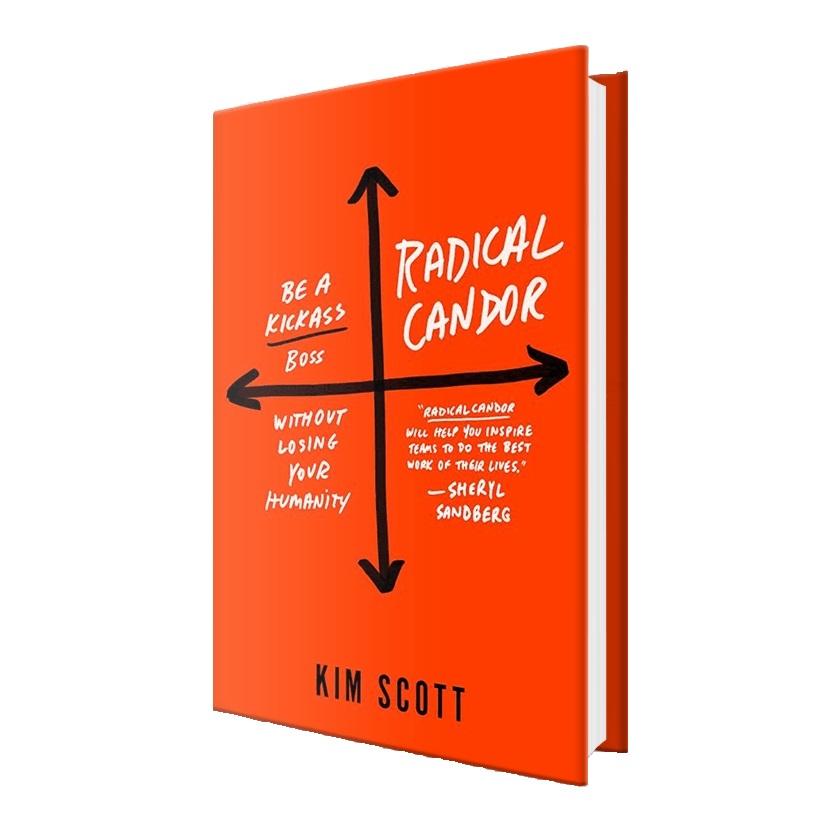 RADICAL
CANDOR
BE A
KICKASS
BOSS
WITHOUT
LOSING
YOUR
HUMANITY
"RADICAL CANDOR
WILL HELP YOU INSPIRE
TEAMS TO DO THE BEST
WORK OF THEIR LIVES."
—SHERYL
SANDBERG
KIM SCOTT